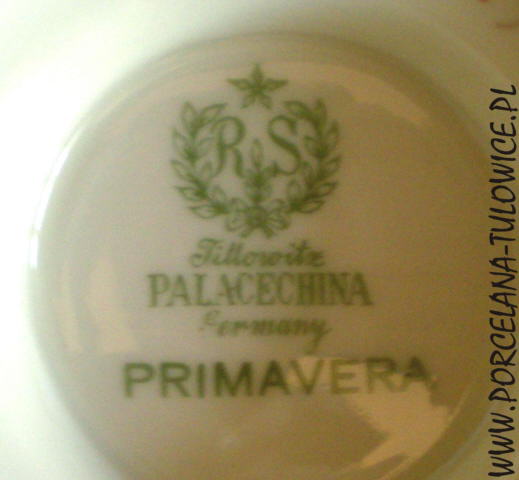 R.S.
Tillowitz
PALACECHINA
Germany
PRIMAVERA
WWW.PORCELANA-TULOWICE.PL